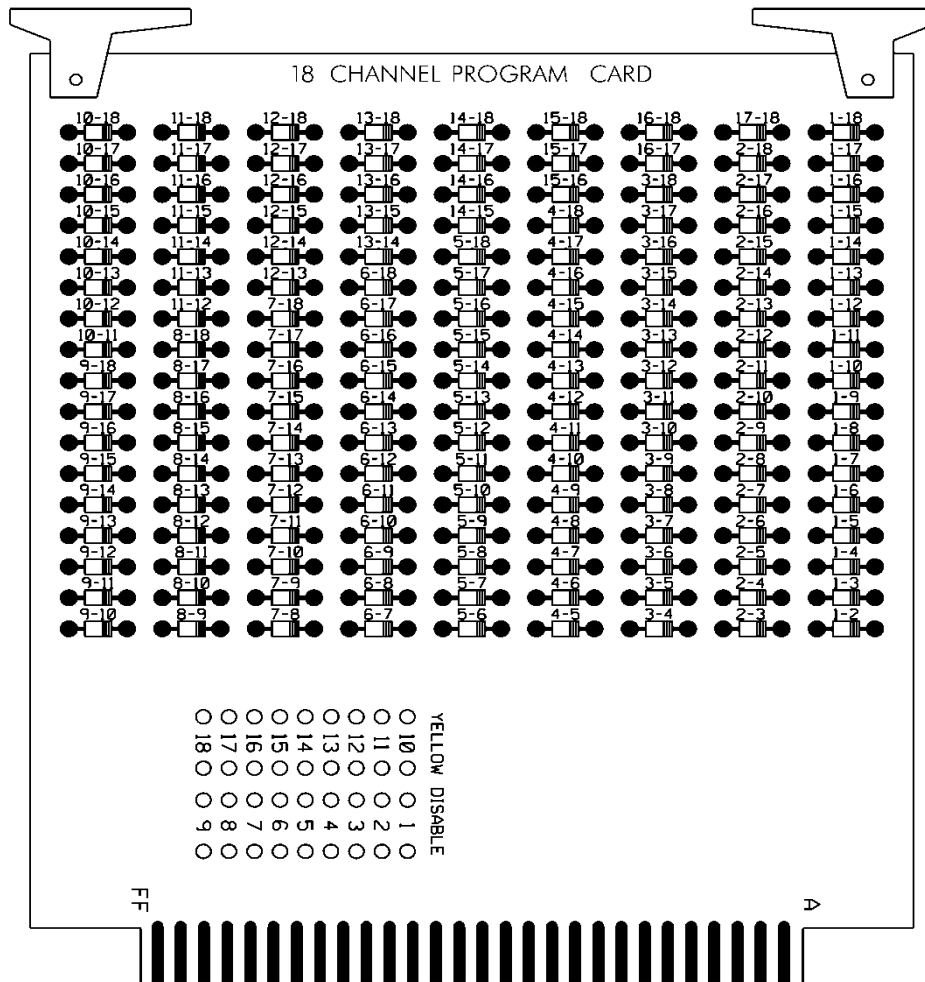 18 CHANNEL PROGRAM CARD
10-18 11-18 12-18 13-18 14-18 15-18 16-18 17-18 1-18
10-17 11-17 12-17 13-17 14-17 15-17 16-17 2-18 1-17
10-16 11-16 12-16 13-16 14-16 15-16 3-18 2-17 1-16
10-15 11-15 12-15 13-15 14-15 4-18 3-17 2-16 1-15
10-14 11-14 12-14 13-14 5-18 4-17 3-16 2-15 1-14
10-13 11-13 12-13 6-18 5-17 4-16 3-15 2-14 1-13
10-12 11-12 7-18 6-17 5-16 4-15 3-14 2-13 1-12
10-11 8-18 7-17 6-16 5-15 4-14 3-13 2-12 1-11
9-18 8-17 7-16 6-15 5-14 4-13 3-12 2-11 1-10
9-17 8-16 7-15 6-14 5-13 4-12 3-11 2-10 1-9
9-16 8-15 7-14 6-13 5-12 4-11 3-10 2-9 1-8
9-15 8-14 7-13 6-12 5-11 4-10 3-9 2-8 1-7
9-14 8-13 7-12 6-11 5-10 4-9 3-8 2-7 1-6
9-13 8-12 7-11 6-10 5-9 4-8 3-7 2-6 1-5
9-12 8-11 7-10 6-9 5-8 4-7 3-6 2-5 1-4
9-11 8-10 7-9 6-8 5-7 4-6 3-5 2-4 1-3
9-10 8-9 7-8 6-7 5-6 4-5 3-4 2-3 1-2
YELLOW DISABLE
10 1
11 2
12 3
13 4
14 5
15 6
16 7
17 8
18 9
FF A